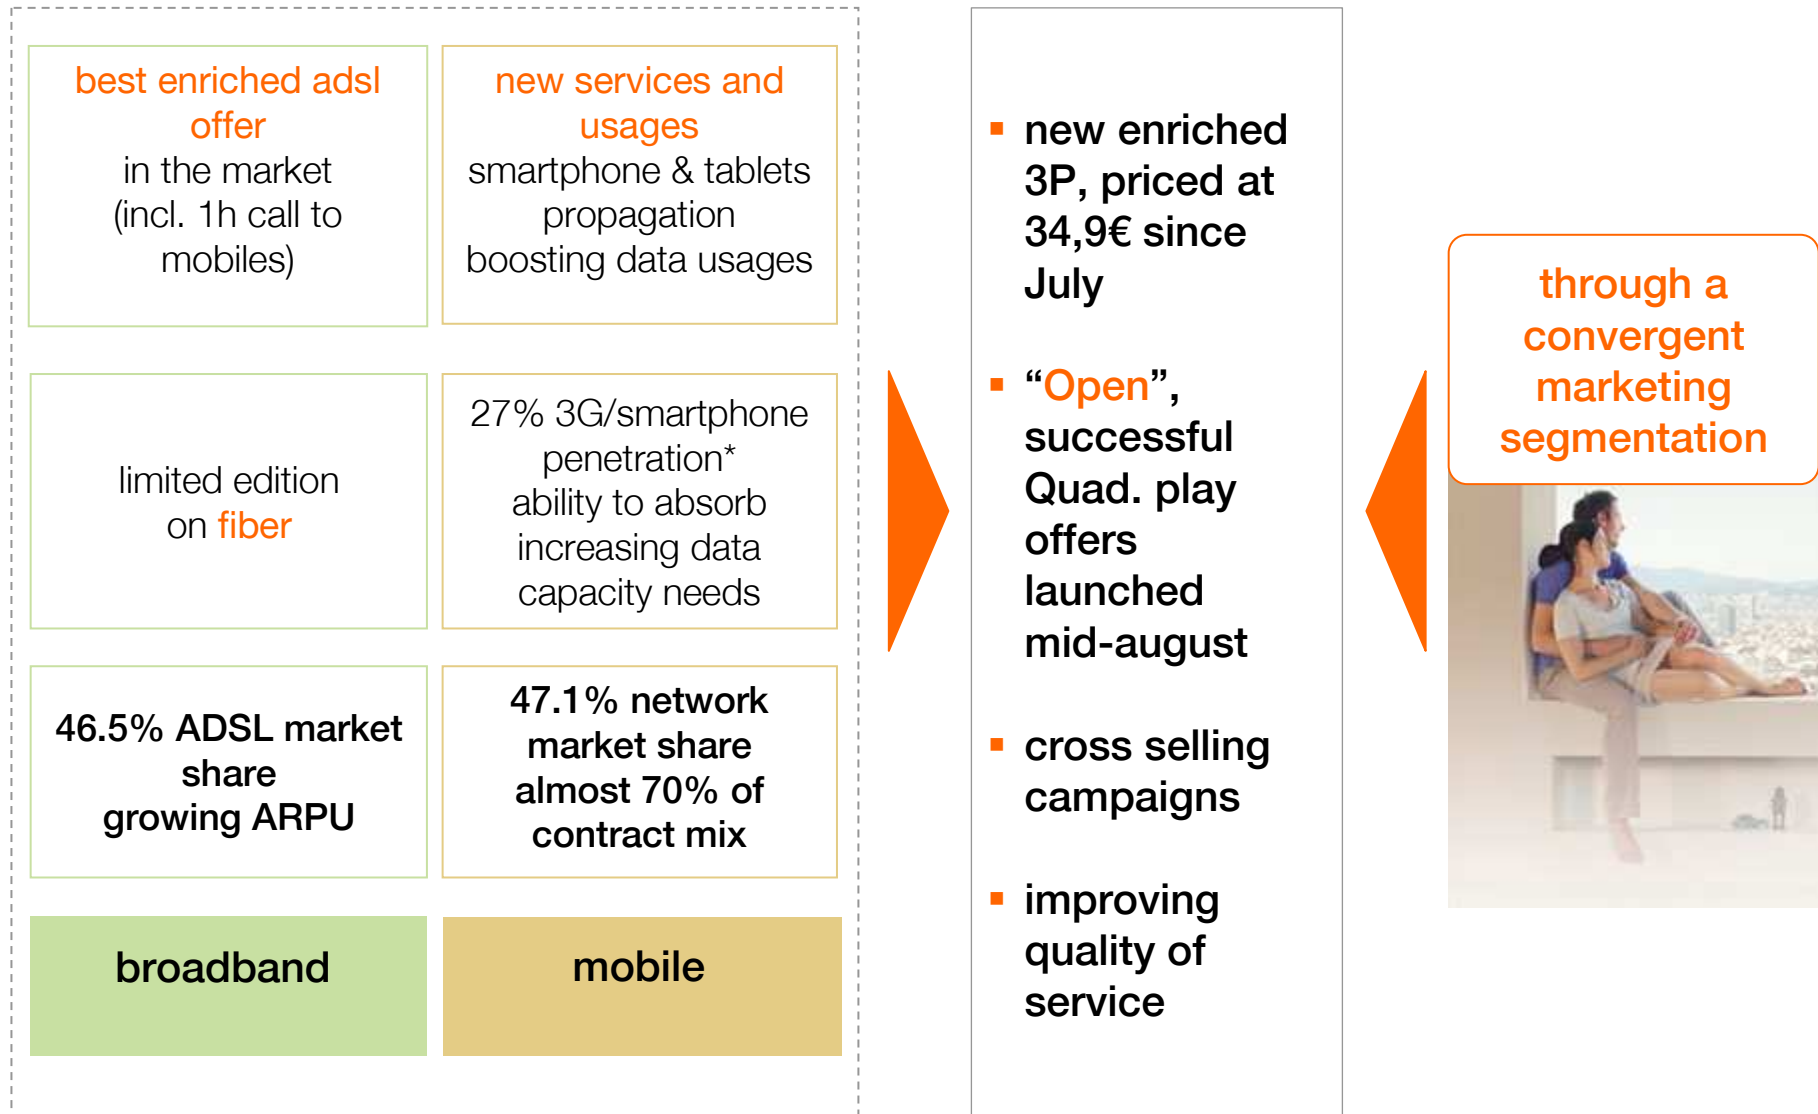 best enriched adsl
offer
in the market
(incl. 1h call to
mobiles)
new services and
usages
smartphone & tablets
propagation
boosting data usages
limited edition
on fiber
27% 3G/smartphone
penetration*
ability to absorb
increasing data
capacity needs
46.5% ADSL market
share
growing ARPU
47.1% network
market share
almost 70% of
contract mix
broadband
mobile
▪ new enriched
3P, priced at
34,9€ since
July
▪ “Open”,
successful
Quad. play
offers
launched
mid-august
▪ cross selling
campaigns
▪ improving
quality of
service
through a
convergent
marketing
segmentation